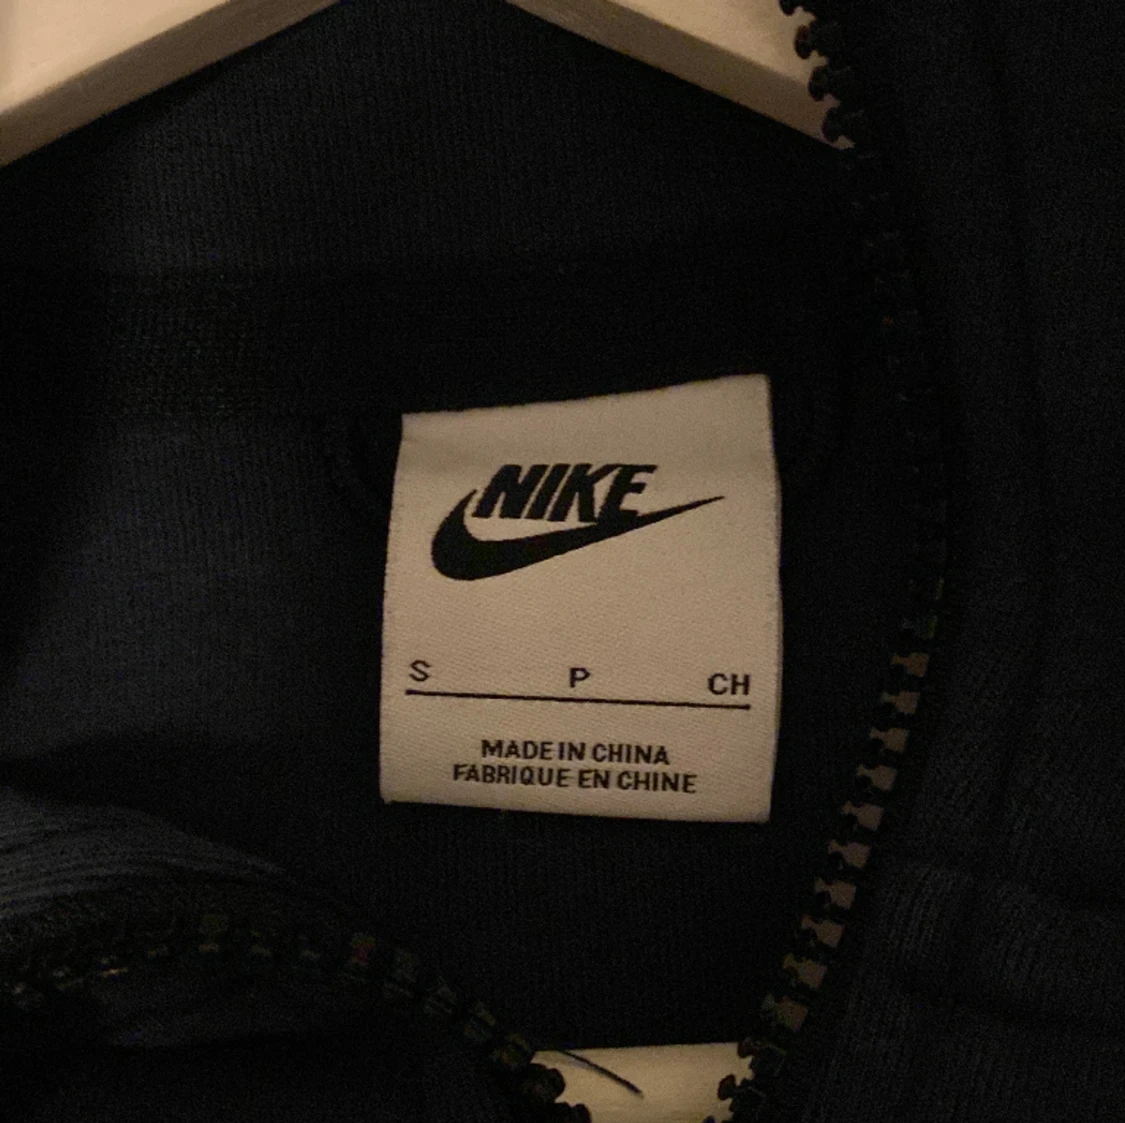 NIKE
S P CH
MADE IN CHINA
FABRIQUE EN CHINE